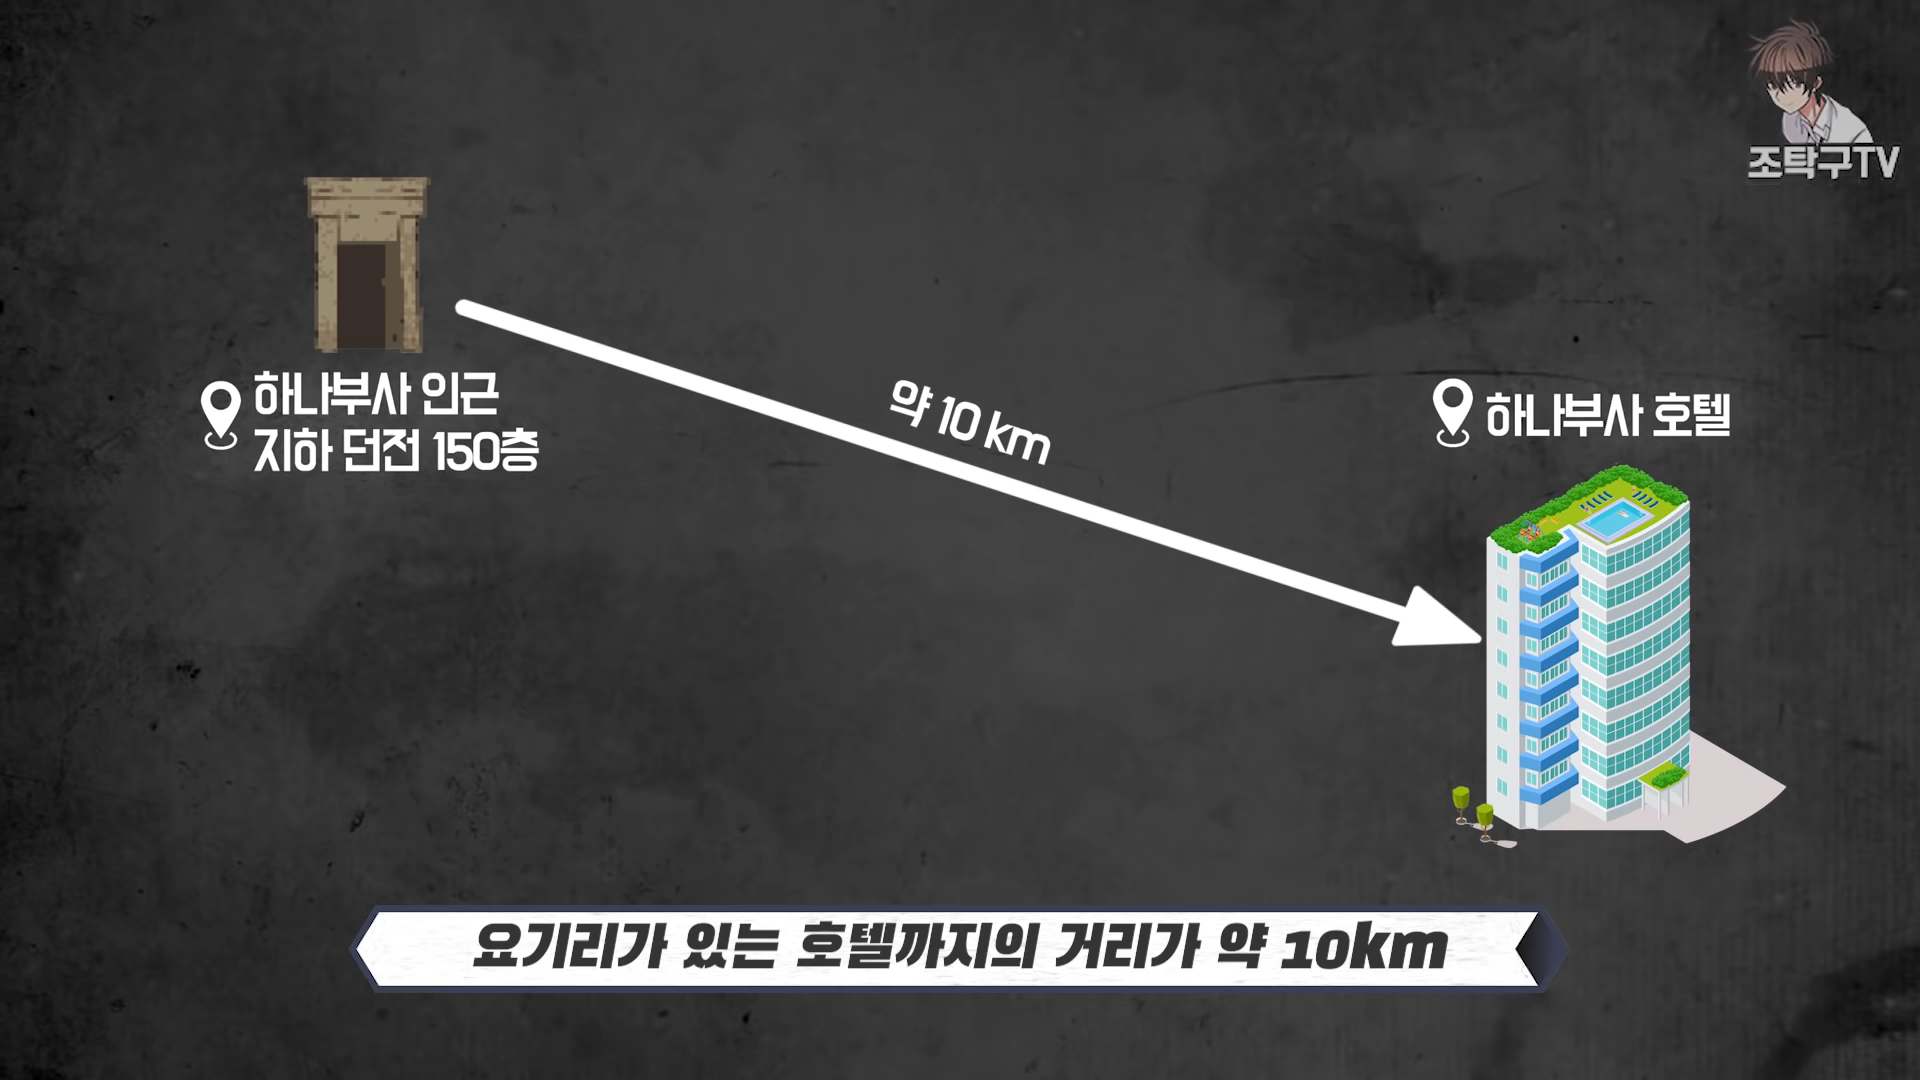 조탁구TV
하나부사 인근
지하 던전 150층
약 10 km
하나부사 호텔
요기리가 있는 호텔까지의 거리가 약 10km